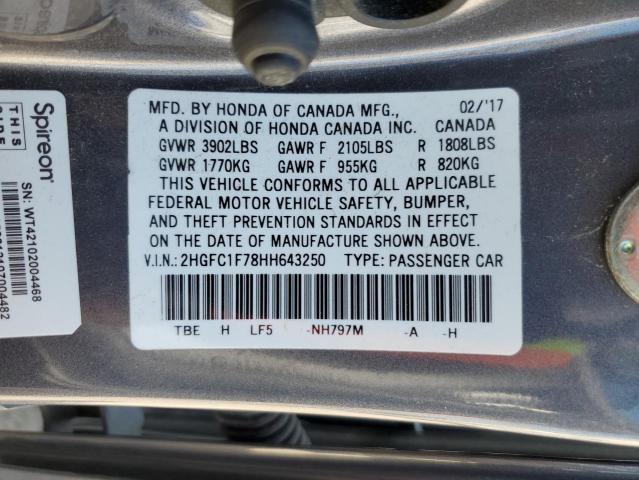 MFD. BY HONDA OF CANADA MFG., 02/'17
A DIVISION OF HONDA CANADA INC. CANADA
GVWR 3902LBS GAWR F 2105LBS R 1808LBS
GVWR 1770KG GAWR F 955KG R 820KG
THIS VEHICLE CONFORMS TO ALL APPLICABLE
FEDERAL MOTOR VEHICLE SAFETY, BUMPER,
AND THEFT PREVENTION STANDARDS IN EFFECT
ON THE DATE OF MANUFACTURE SHOWN ABOVE.
V.I.N.: 2HGFC1F78HH643250 TYPE: PASSENGER CAR
TBE H LF5 -NH797M -A -H
THIS
Spireon
SN: WT42102004468